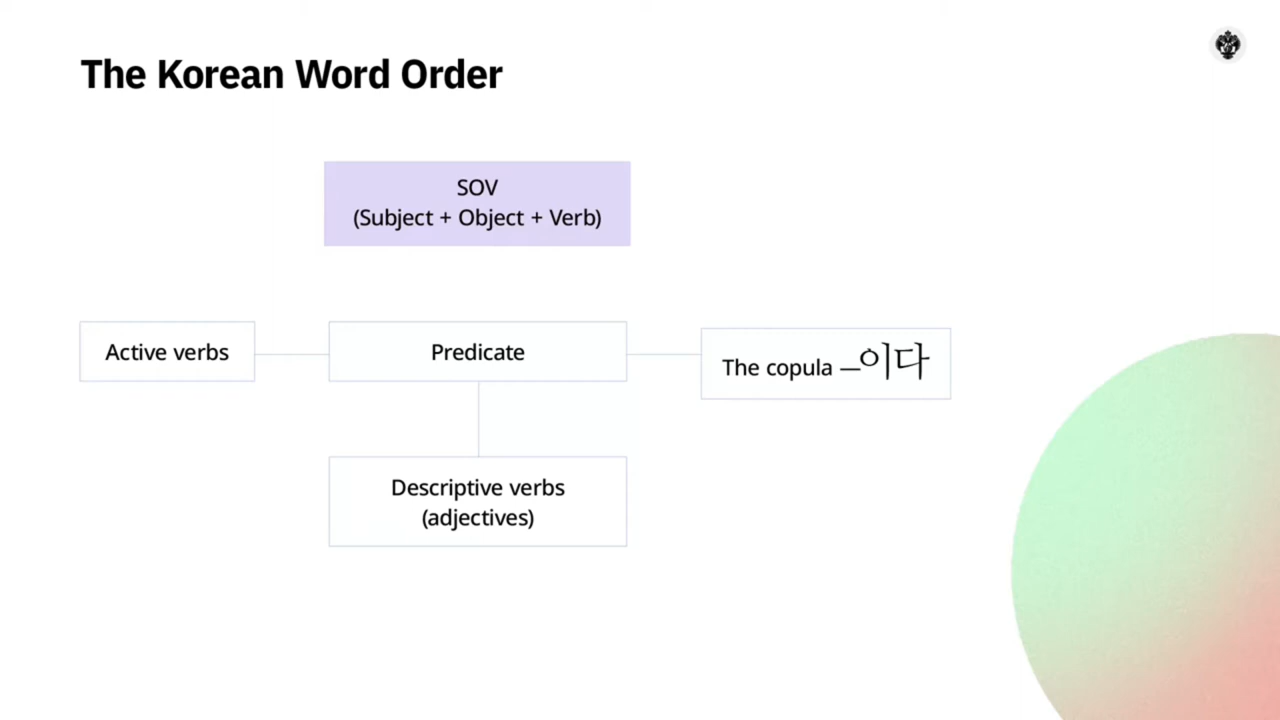 The Korean Word Order
SOV
(Subject + Object + Verb)
Active verbs
Predicate
The copula —이다
Descriptive verbs
(adjectives)